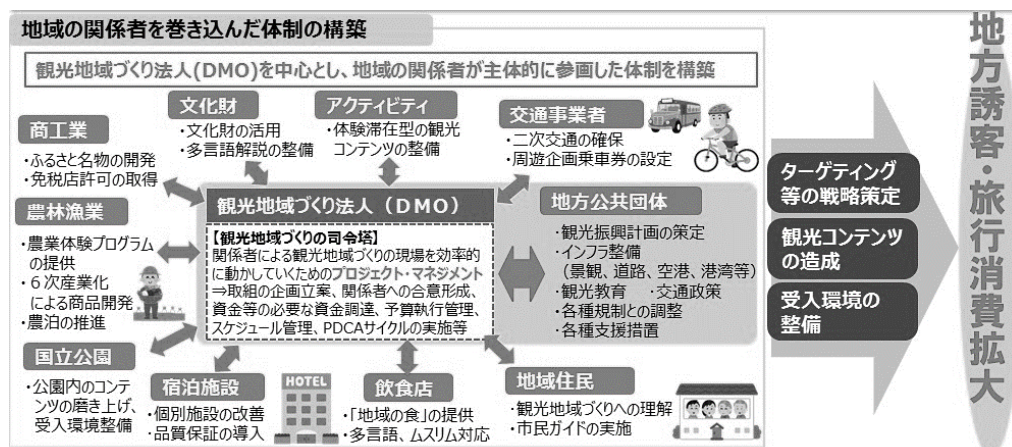 地域の関係者を巻き込んだ体制の構築
観光地域づくり法人(DMO)を中心とし、地域の関係者が主体的に参画した体制を構築
商工業
・ふるさと名物の開発
・免税店許可の取得
文化財
・文化財の活用
・多言語解説の整備
アクティビティ
・体験滞在型の観光
コンテンツの整備
交通事業者
・二次交通の確保
・周遊企画乗車券の設定
農林漁業
・農業体験プログラム
の提供
・６次産業化
による商品開発
・農泊の推進
観光地域づくり法人（DMO）
【観光地域づくりの司令塔】
関係者による観光地域づくりの現場を効率的
に動かしていくためのプロジェクト・マネジメント
⇒取組の企画立案、関係者への合意形成、
資金等の必要な資金調達、予算執行管理、
スケジュール管理、PDCAサイクルの実施等
地方公共団体
・観光振興計画の策定
・インフラ整備
（景観、道路、空港、港湾等）
・観光教育　・交通政策
・各種規制との調整
・各種支援措置
国立公園
・公園内のコンテ
ンツの磨き上げ、
受入環境整備
宿泊施設
・個別施設の改善
・品質保証の導入
HOTEL
飲食店
・「地域の食」の提供
・多言語、ムスリム対応
地域住民
・観光地域づくりへの理解
・市民ガイドの実施
ターゲティング
等の戦略策定
観光コンテンツ
の造成
受入環境の
整備
地方誘客・旅行消費拡大